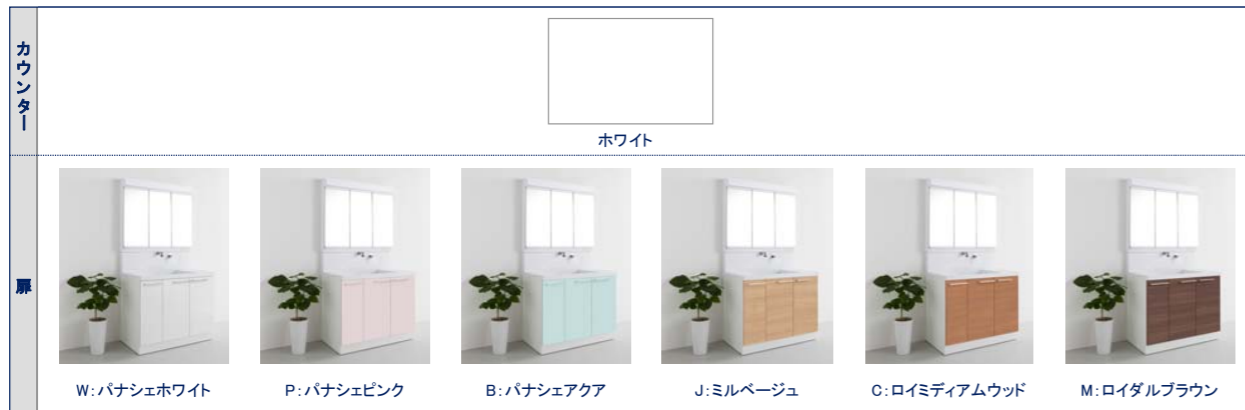 カウンター
ホワイト
扉
W:パナシェホワイト
P:パナシェピンク
B:パナシェアクア
J:ミルベージュ
C:ロイミディアムウッド
M:ロイダルブラウン